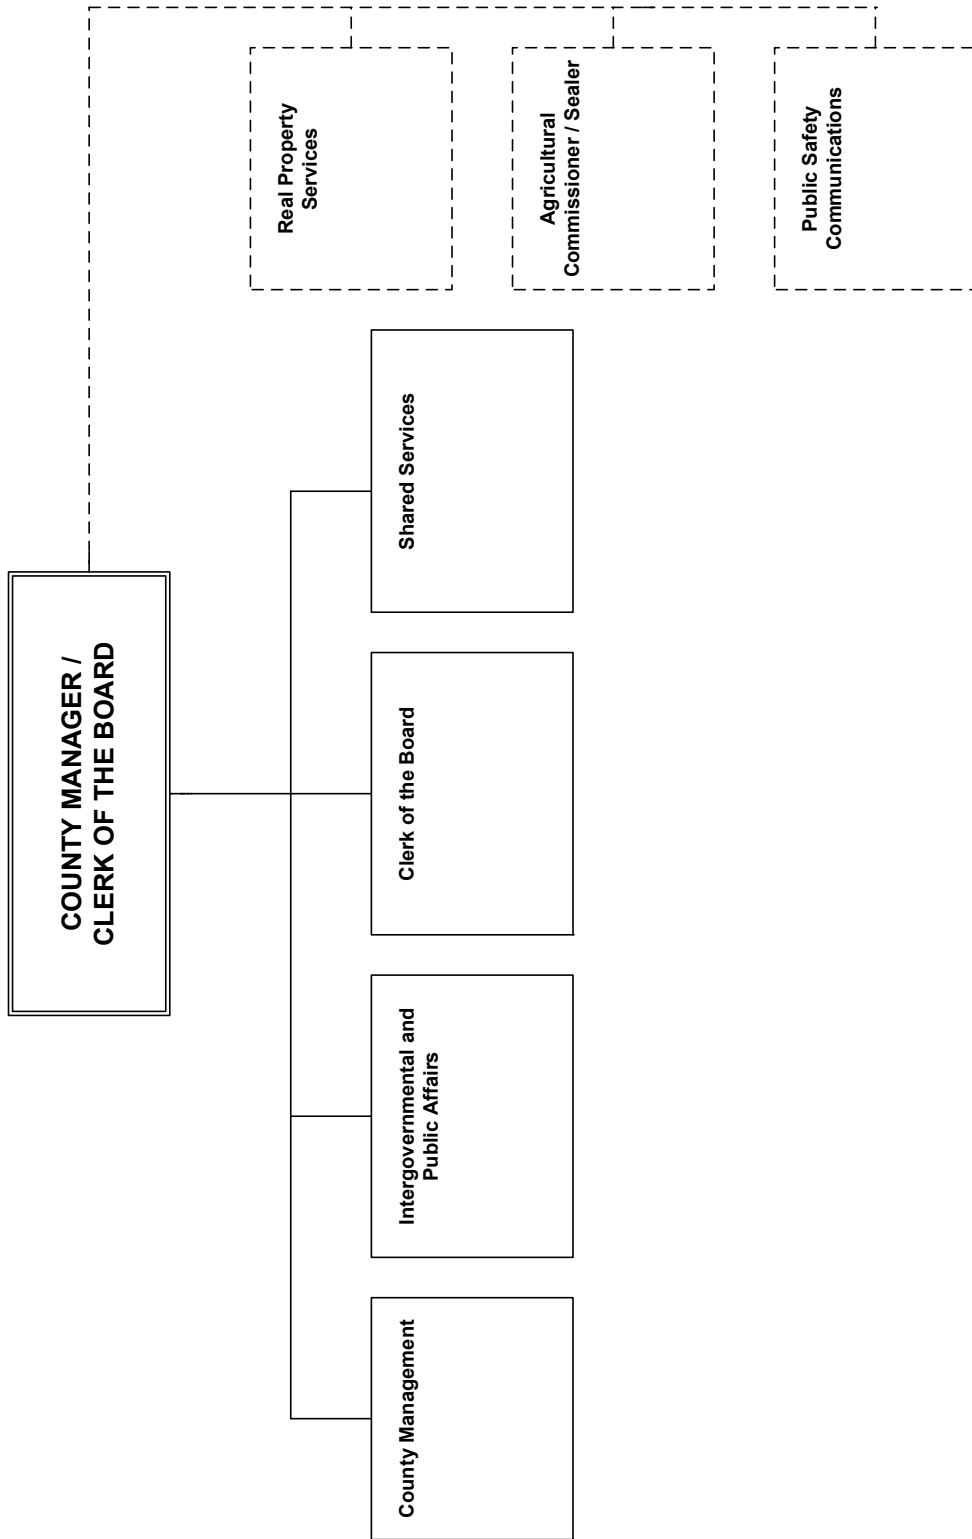 COUNTY MANAGER /
CLERK OF THE BOARD
County Management
Intergovernmental and
Public Affairs
Clerk of the Board
Shared Services
Real Property
Services
Agricultural
Commissioner / Sealer
Public Safety
Communications